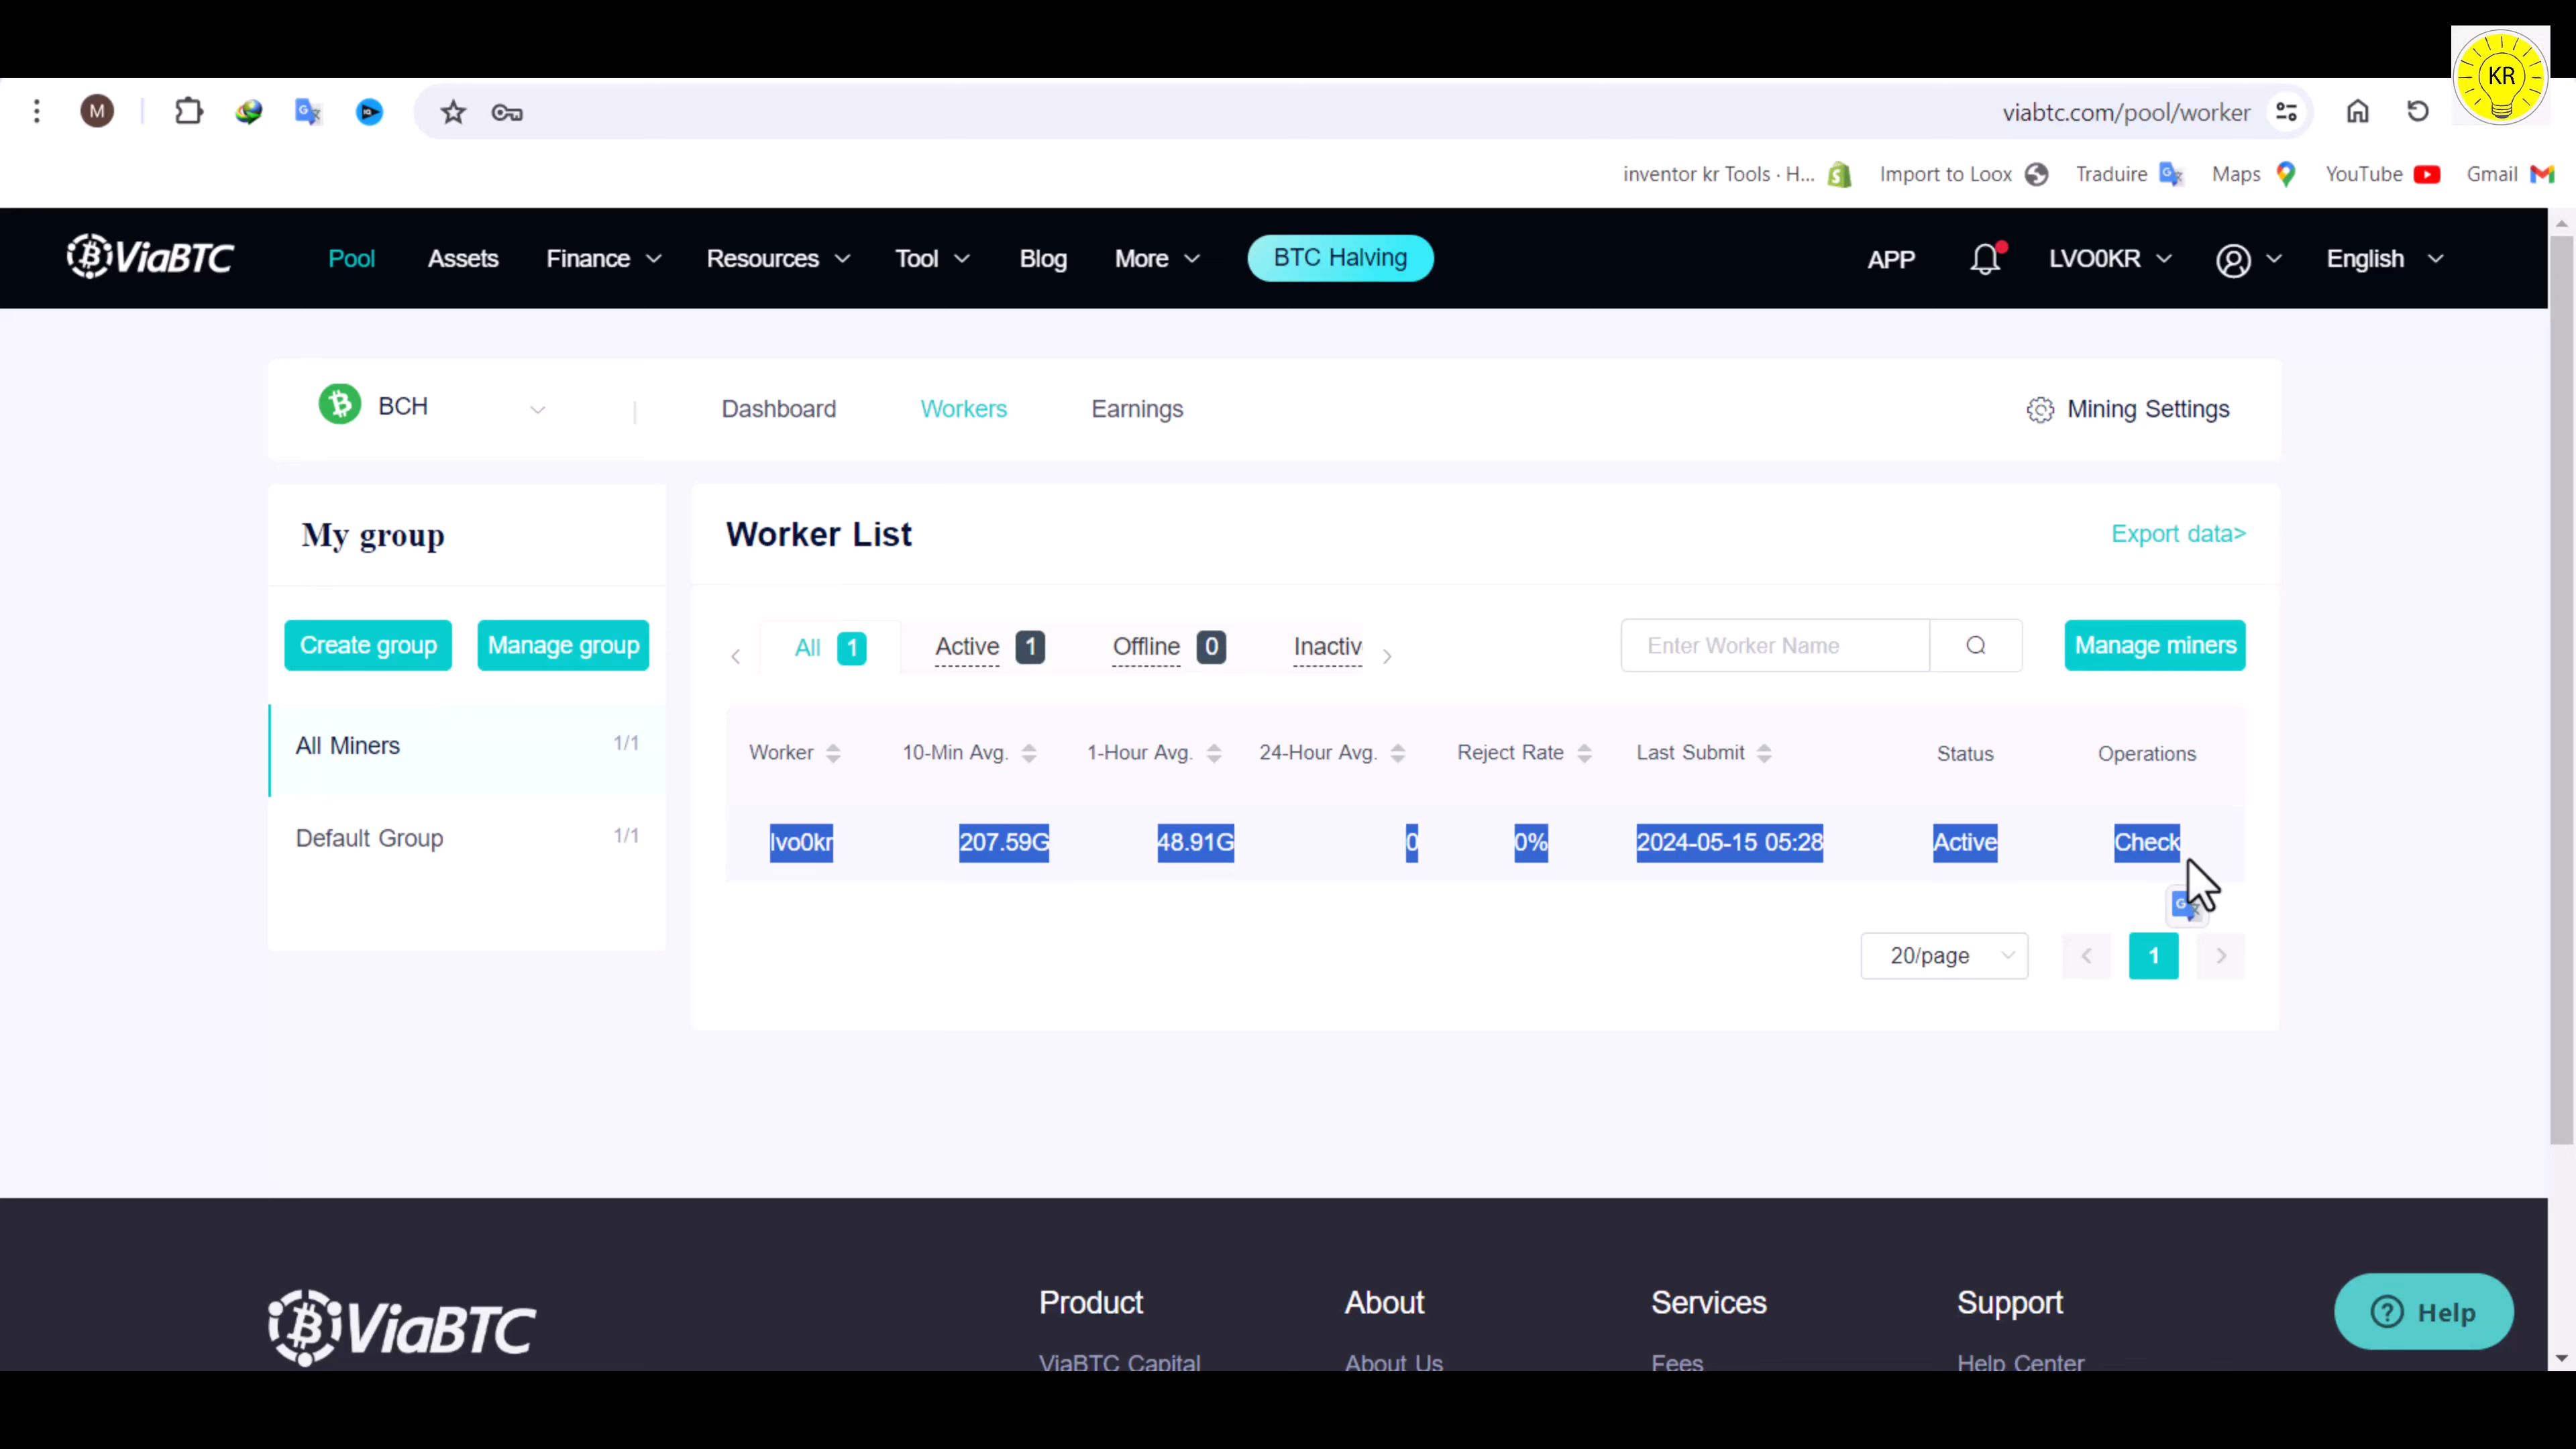 KR
M
viabtc.com/pool/worker
inventor kr Tools · H... Import to Loox Traduire Maps YouTube Gmail
ViaBTC Pool Assets Finance Resources Tool Blog More BTC Halving APP LVO0KR English
BCH Dashboard Workers Earnings Mining Settings
My group
Create group Manage group
All Miners 1/1
Default Group 1/1
Worker List Export data>
All 1 Active 1 Offline 0 Inactiv Enter Worker Name Manage miners
Worker 10-Min Avg. 1-Hour Avg. 24-Hour Avg. Reject Rate Last Submit Status Operations
lvo0kr 207.59G 48.91G 0 0% 2024-05-15 05:28 Active Check
20/page 1
ViaBTC
Product About Services Support
ViaBTC Capital About Us Fees Help Center
Help